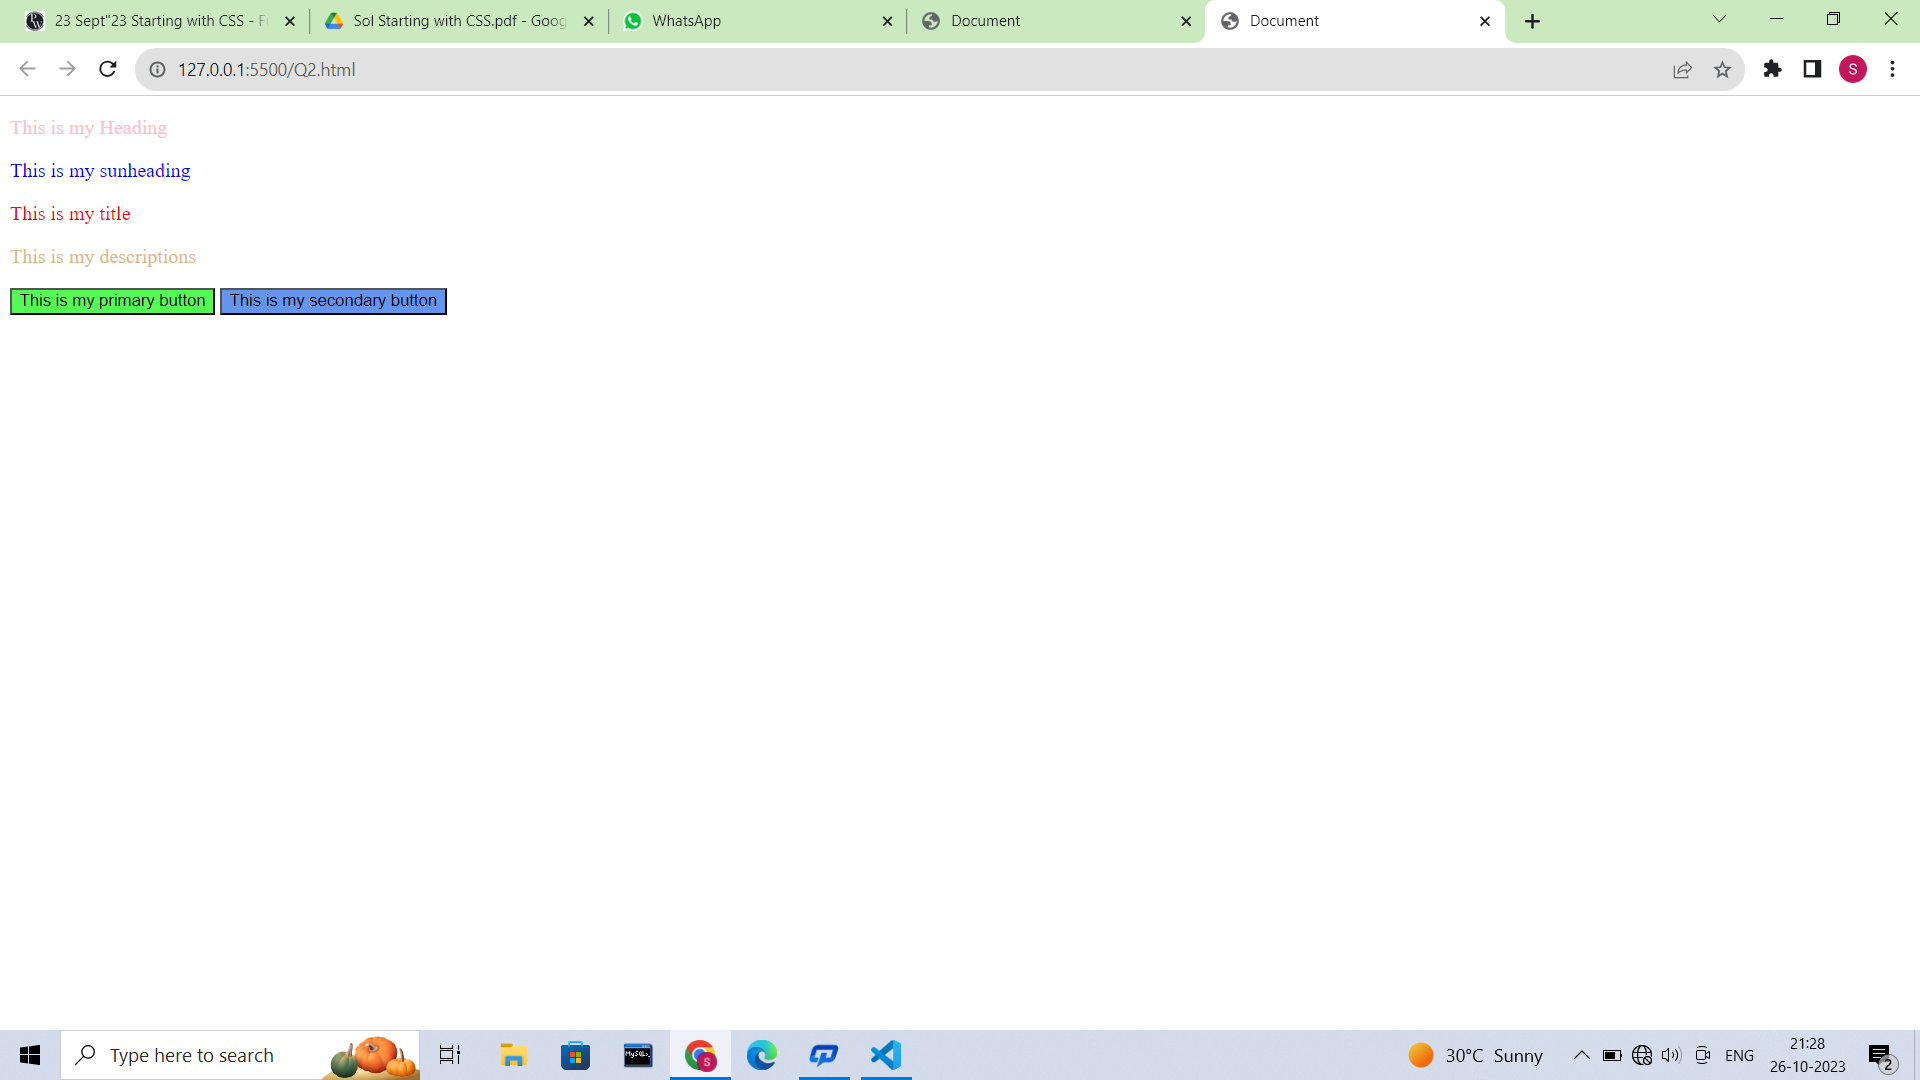 23 Sept"23 Starting with CSS - Fu
Sol Starting with CSS.pdf - Goog
WhatsApp
Document
Document
127.0.0.1:5500/Q2.html
S
This is my Heading
This is my sunheading
This is my title
This is my descriptions
This is my primary button
This is my secondary button
Type here to search
MySQL
S
30°C Sunny
ENG
21:28
26-10-2023
2